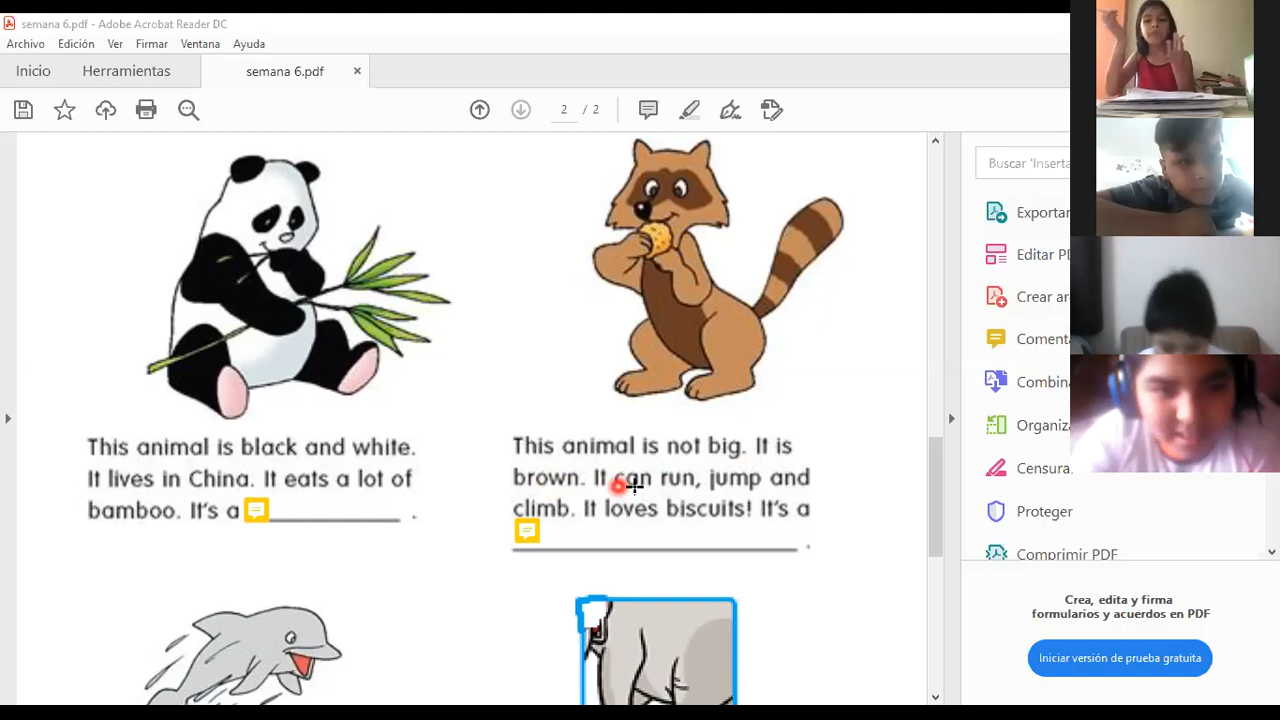 semana 6.pdf - Adobe Acrobat Reader DC
Archivo Edición Ver Firmar Ventana Ayuda
Inicio Herramientas semana 6.pdf ×
2 / 2
Buscar 'Inserta
Exportar
Editar PD
Crear ar
Comenta
Combina
Organiza
Censura
Proteger
Comprimir PDF
Crea, edita y firma
formularios y acuerdos en PDF
Iniciar versión de prueba gratuita
This animal is black and white.
It lives in China. It eats a lot of
bamboo. It's a ____________ .
This animal is not big. It is
brown. It can run, jump and
climb. It loves biscuits! It's a
____________________________ .